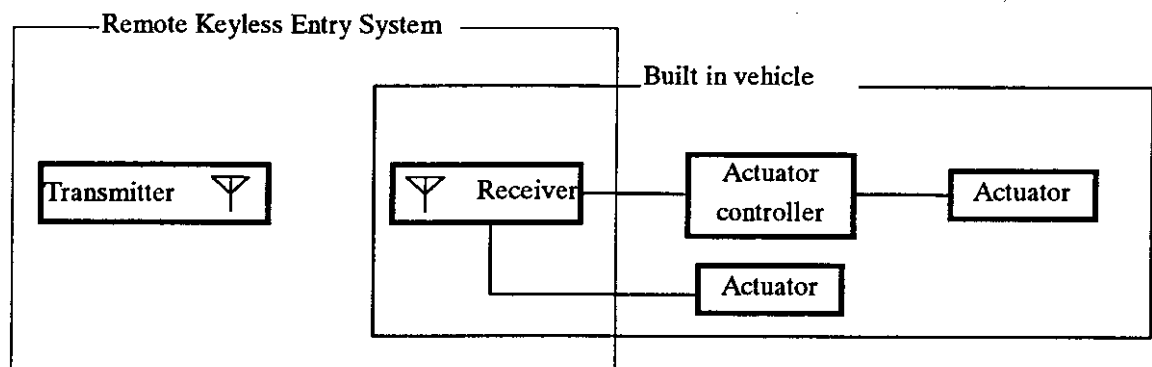 Remote Keyless Entry System
Built in vehicle
Transmitter
Receiver
Actuator
controller
Actuator
Actuator